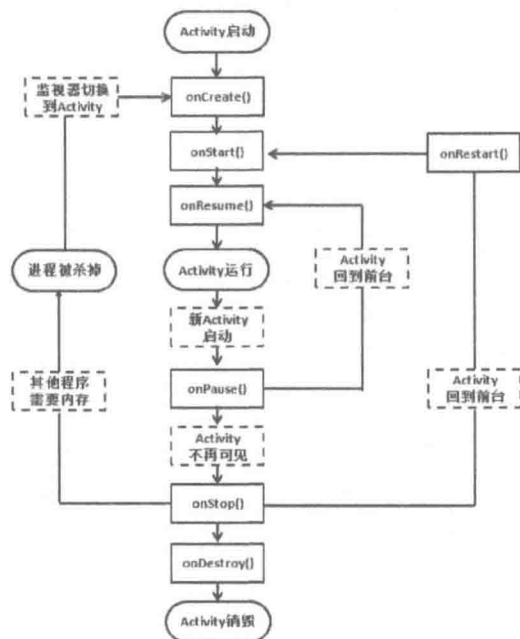 Activity启动
监视器切换
到Activity
onCreate()
onStart()
onRestart()
onResume()
进程被杀掉
Activity运行
Activity
回到前台
新Activity
启动
其他程序
需要内存
onPause()
Activity
回到前台
Activity
不再可见
onStop()
onDestroy()
Activity销毁